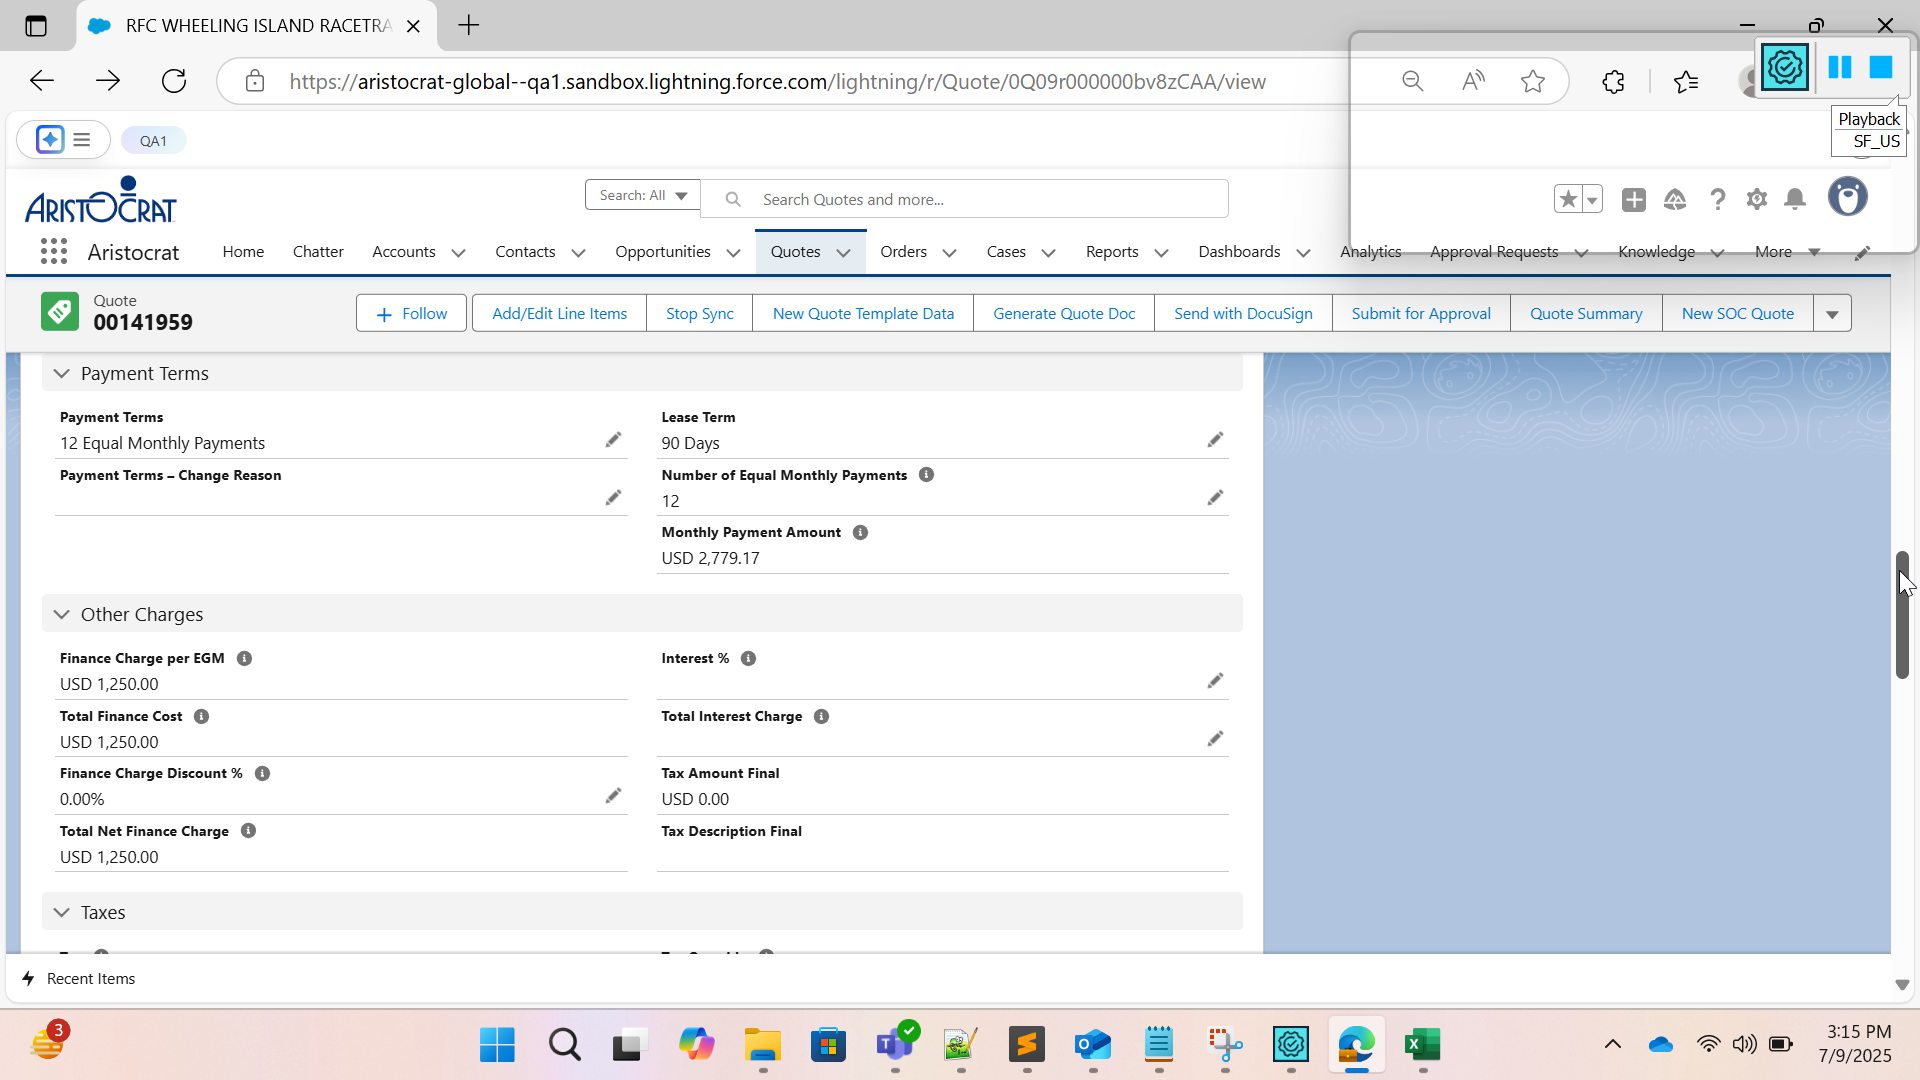 RFC WHEELING ISLAND RACETRA
https://aristocrat-global--qa1.sandbox.lightning.force.com/lightning/r/Quote/0Q09r000000bv8zCAA/view
Playback
SF_US
QA1
ARISTOCRAT
Search: All
Search Quotes and more...
Aristocrat
Home
Chatter
Accounts
Contacts
Opportunities
Quotes
Orders
Cases
Reports
Dashboards
Analytics
Approval Requests
Knowledge
More
Quote
00141959
Follow
Add/Edit Line Items
Stop Sync
New Quote Template Data
Generate Quote Doc
Send with DocuSign
Submit for Approval
Quote Summary
New SOC Quote
Payment Terms
Payment Terms
12 Equal Monthly Payments
Lease Term
90 Days
Payment Terms – Change Reason
Number of Equal Monthly Payments
12
Monthly Payment Amount
USD 2,779.17
Other Charges
Finance Charge per EGM
USD 1,250.00
Interest %
Total Finance Cost
USD 1,250.00
Total Interest Charge
Finance Charge Discount %
0.00%
Tax Amount Final
USD 0.00
Total Net Finance Charge
USD 1,250.00
Tax Description Final
Taxes
Recent Items
3
3:15 PM
7/9/2025